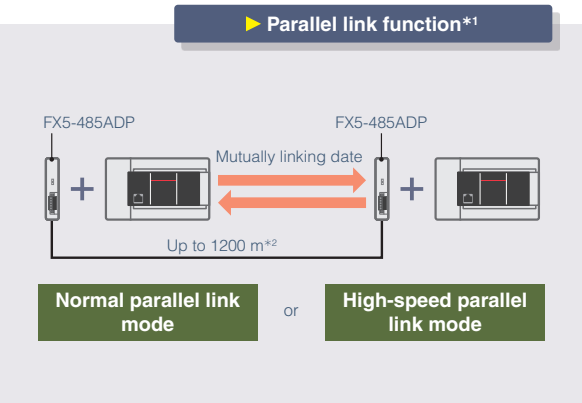 ► Parallel link function*1
FX5-485ADP
FX5-485ADP
Mutually linking date
Up to 1200 m*2
Normal parallel link
mode
or
High-speed parallel
link mode